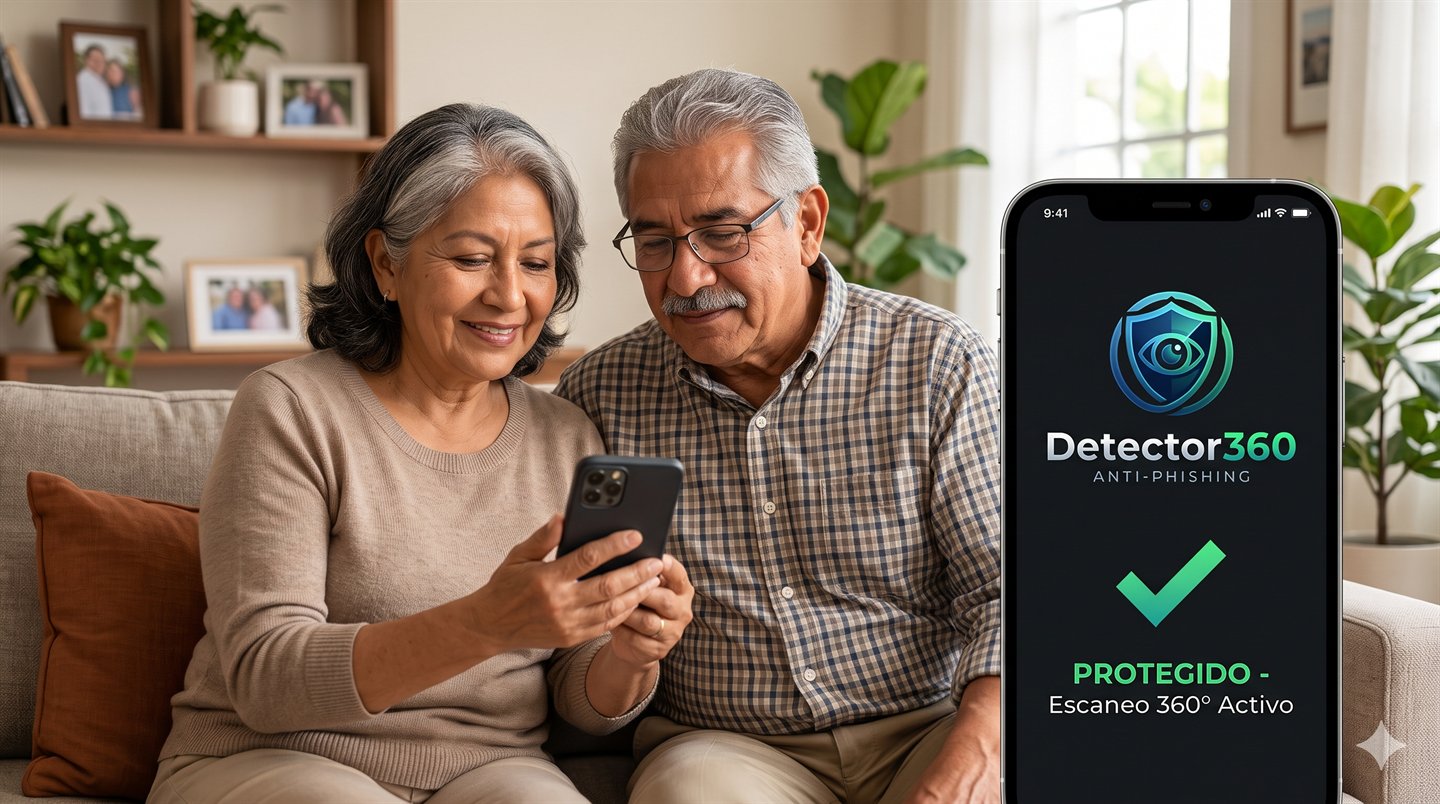 9:41
Detector360
ANTI-PHISHING
PROTEGIDO -
Escaneo 360° Activo